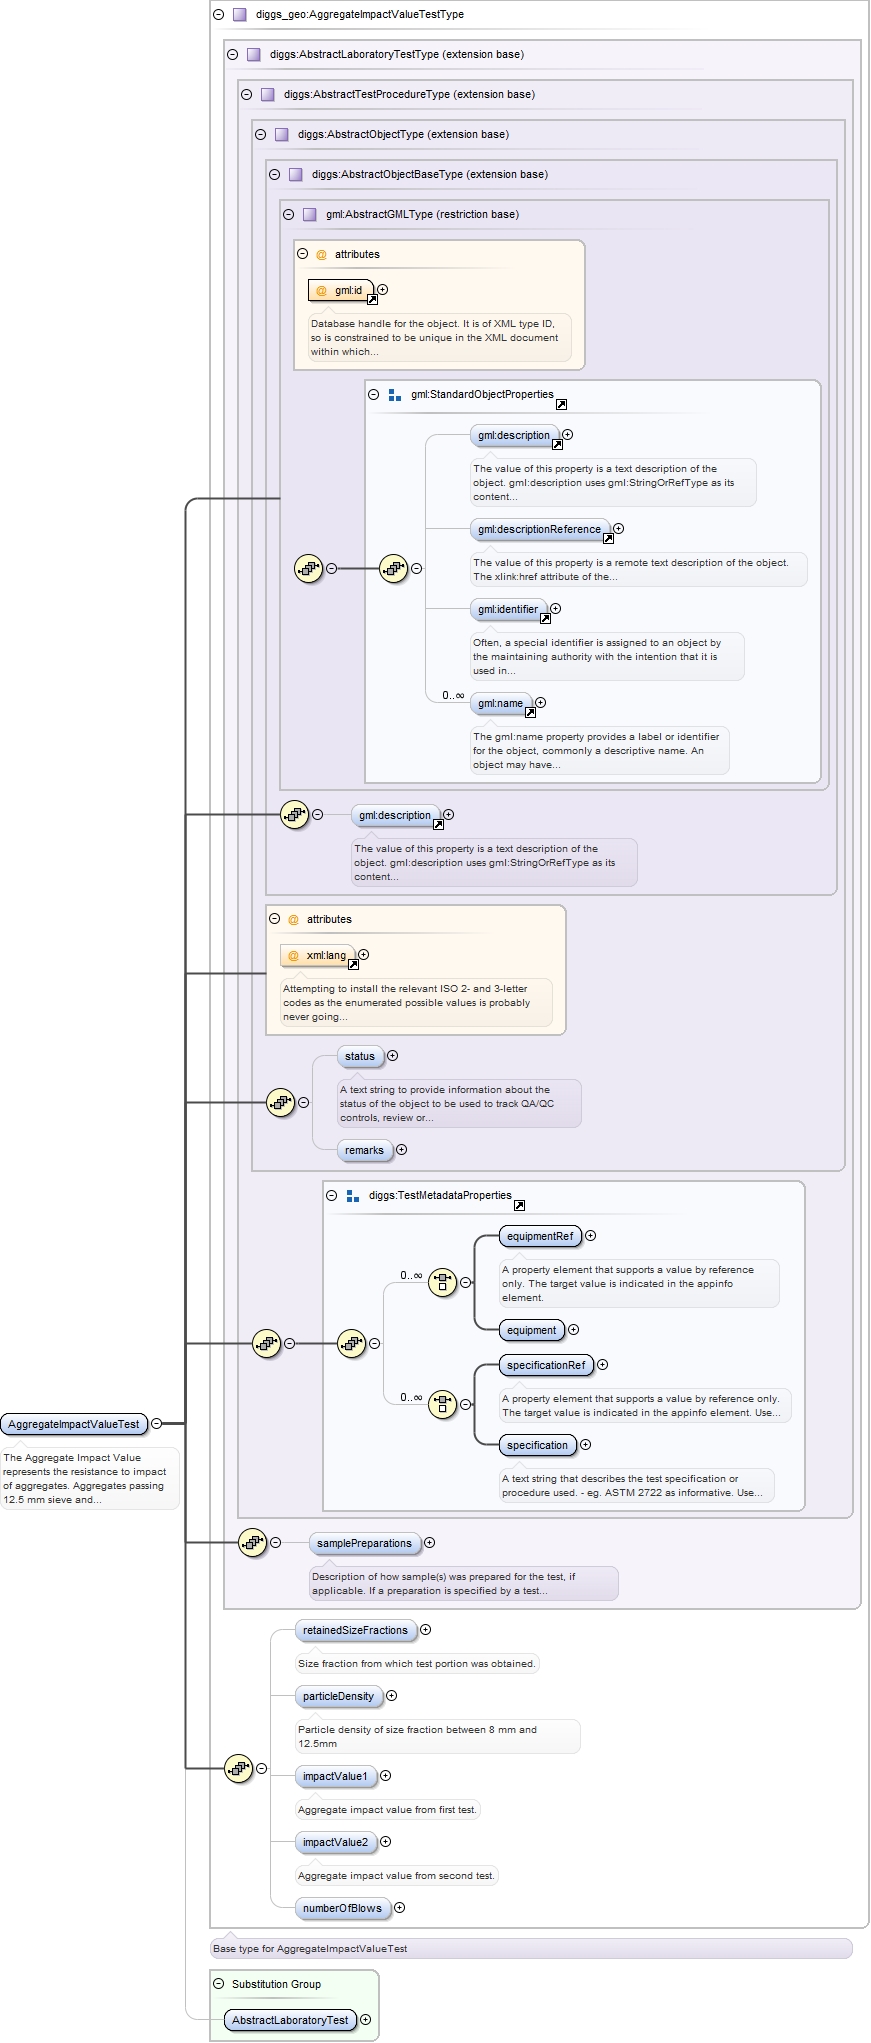 diggs_geo:AggregateImpactValueTestType
diggs:AbstractLaboratoryTestType (extension base)
diggs:AbstractTestProcedureType (extension base)
diggs:AbstractObjectType (extension base)
diggs:AbstractObjectBaseType (extension base)
gml:AbstractGMLType (restriction base)
@ attributes
@ gml:id
Database handle for the object. It is of XML type ID,
so is constrained to be unique in the XML document
within which...
gml:StandardObjectProperties
gml:description
The value of this property is a text description of the
object. gml:description uses gml:StringOrRefType as its
content...
gml:descriptionReference
The value of this property is a remote text description of the object.
The xlink:href attribute of the...
gml:identifier
Often, a special identifier is assigned to an object by
the maintaining authority with the intention that it is
used in...
0..∞
gml:name
The gml:name property provides a label or identifier
for the object, commonly a descriptive name. An
object may have...
gml:description
The value of this property is a text description of the
object. gml:description uses gml:StringOrRefType as its
content...
@ attributes
@ xml:lang
Attempting to install the relevant ISO 2- and 3-letter
codes as the enumerated possible values is probably
never going...
status
A text string to provide information about the
status of the object to be used to track QA/QC
controls, review or...
remarks
diggs:TestMetadataProperties
equipmentRef
0..∞
A property element that supports a value by reference
only. The target value is indicated in the appinfo
element.
equipment
specificationRef
0..∞
A property element that supports a value by reference only.
The target value is indicated in the appinfo element. Use...
specification
A text string that describes the test specification or
procedure used. - eg. ASTM 2722 as informative. Use...
AggregateImpactValueTest
The Aggregate Impact Value
represents the resistance to impact
of aggregates. Aggregates passing
12.5 mm sieve and...
samplePreparations
Description of how sample(s) was prepared for the test, if
applicable. If a preparation is specified by a test...
retainedSizeFractions
Size fraction from which test portion was obtained.
particleDensity
Particle density of size fraction between 8 mm and
12.5mm
impactValue1
Aggregate impact value from first test.
impactValue2
Aggregate impact value from second test.
numberOfBlows
Base type for AggregateImpactValueTest
Substitution Group
AbstractLaboratoryTest